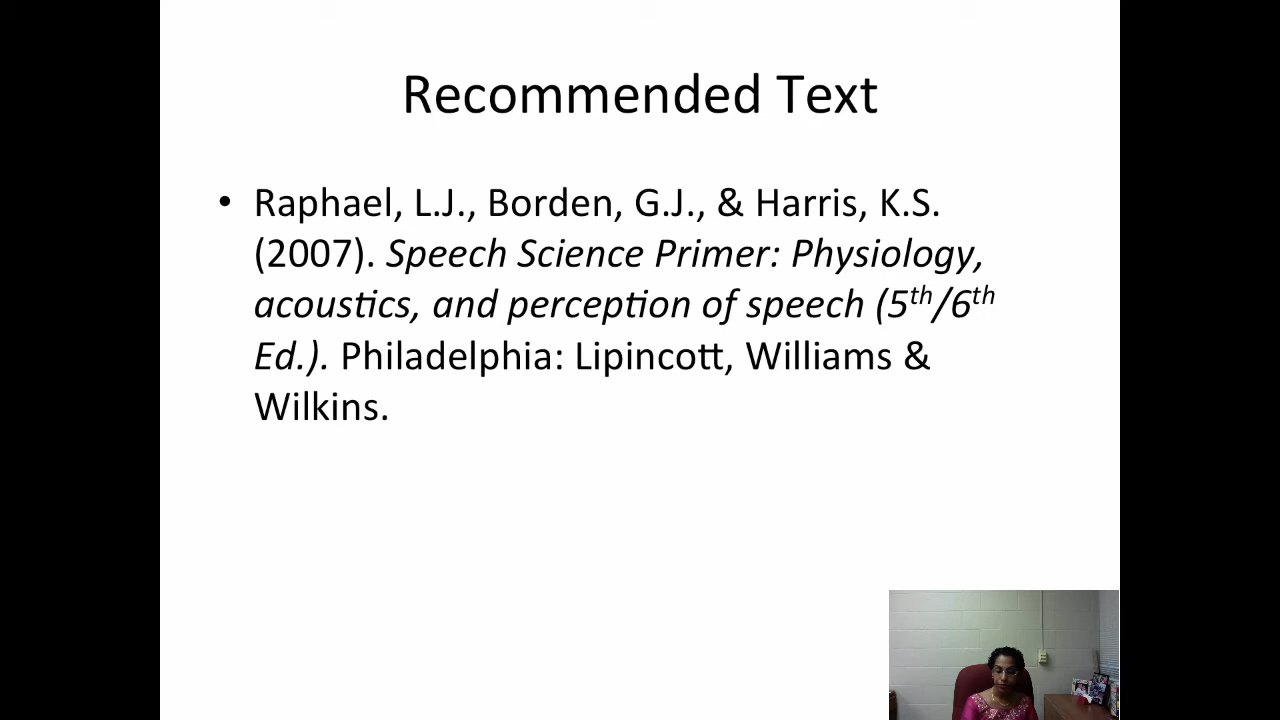 Recommended Text
• Raphael, L.J., Borden, G.J., & Harris, K.S.
(2007). Speech Science Primer: Physiology,
acoustics, and perception of speech (5th/6th
Ed.). Philadelphia: Lipincott, Williams &
Wilkins.